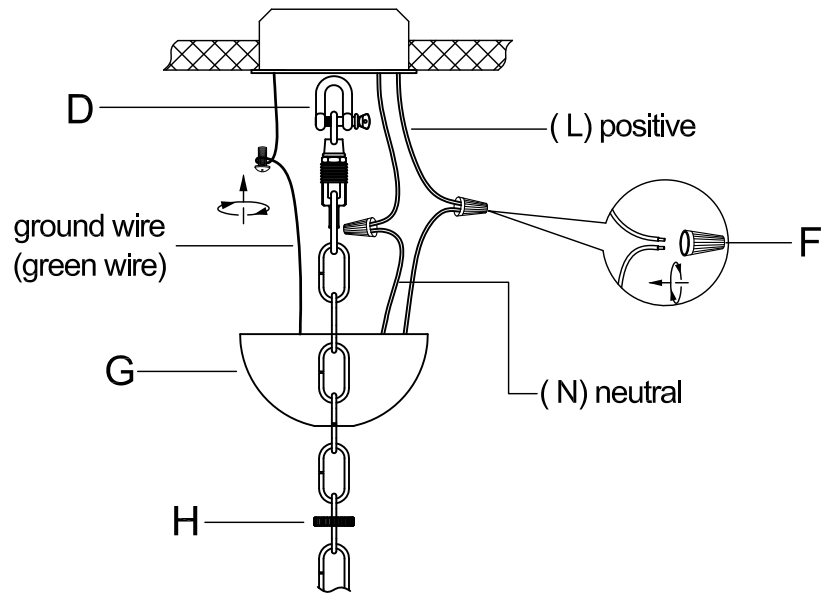 D
( L) positive
ground wire
(green wire)
F
G
( N) neutral
H